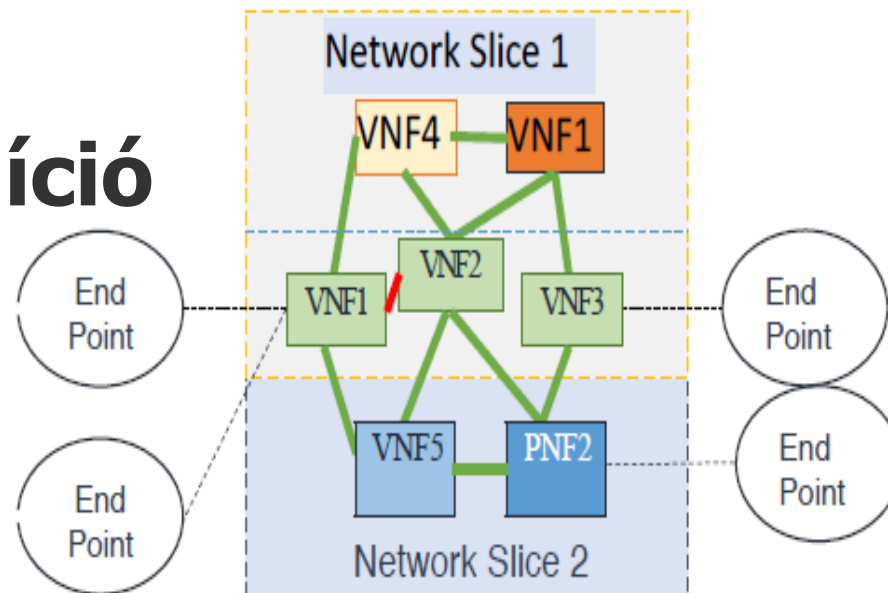 Network Slice 1
VNF4
VNF1
íció
End
Point
VNF1
VNF2
VNF3
End
Point
End
Point
VNF5
PNF2
End
Point
Network Slice 2